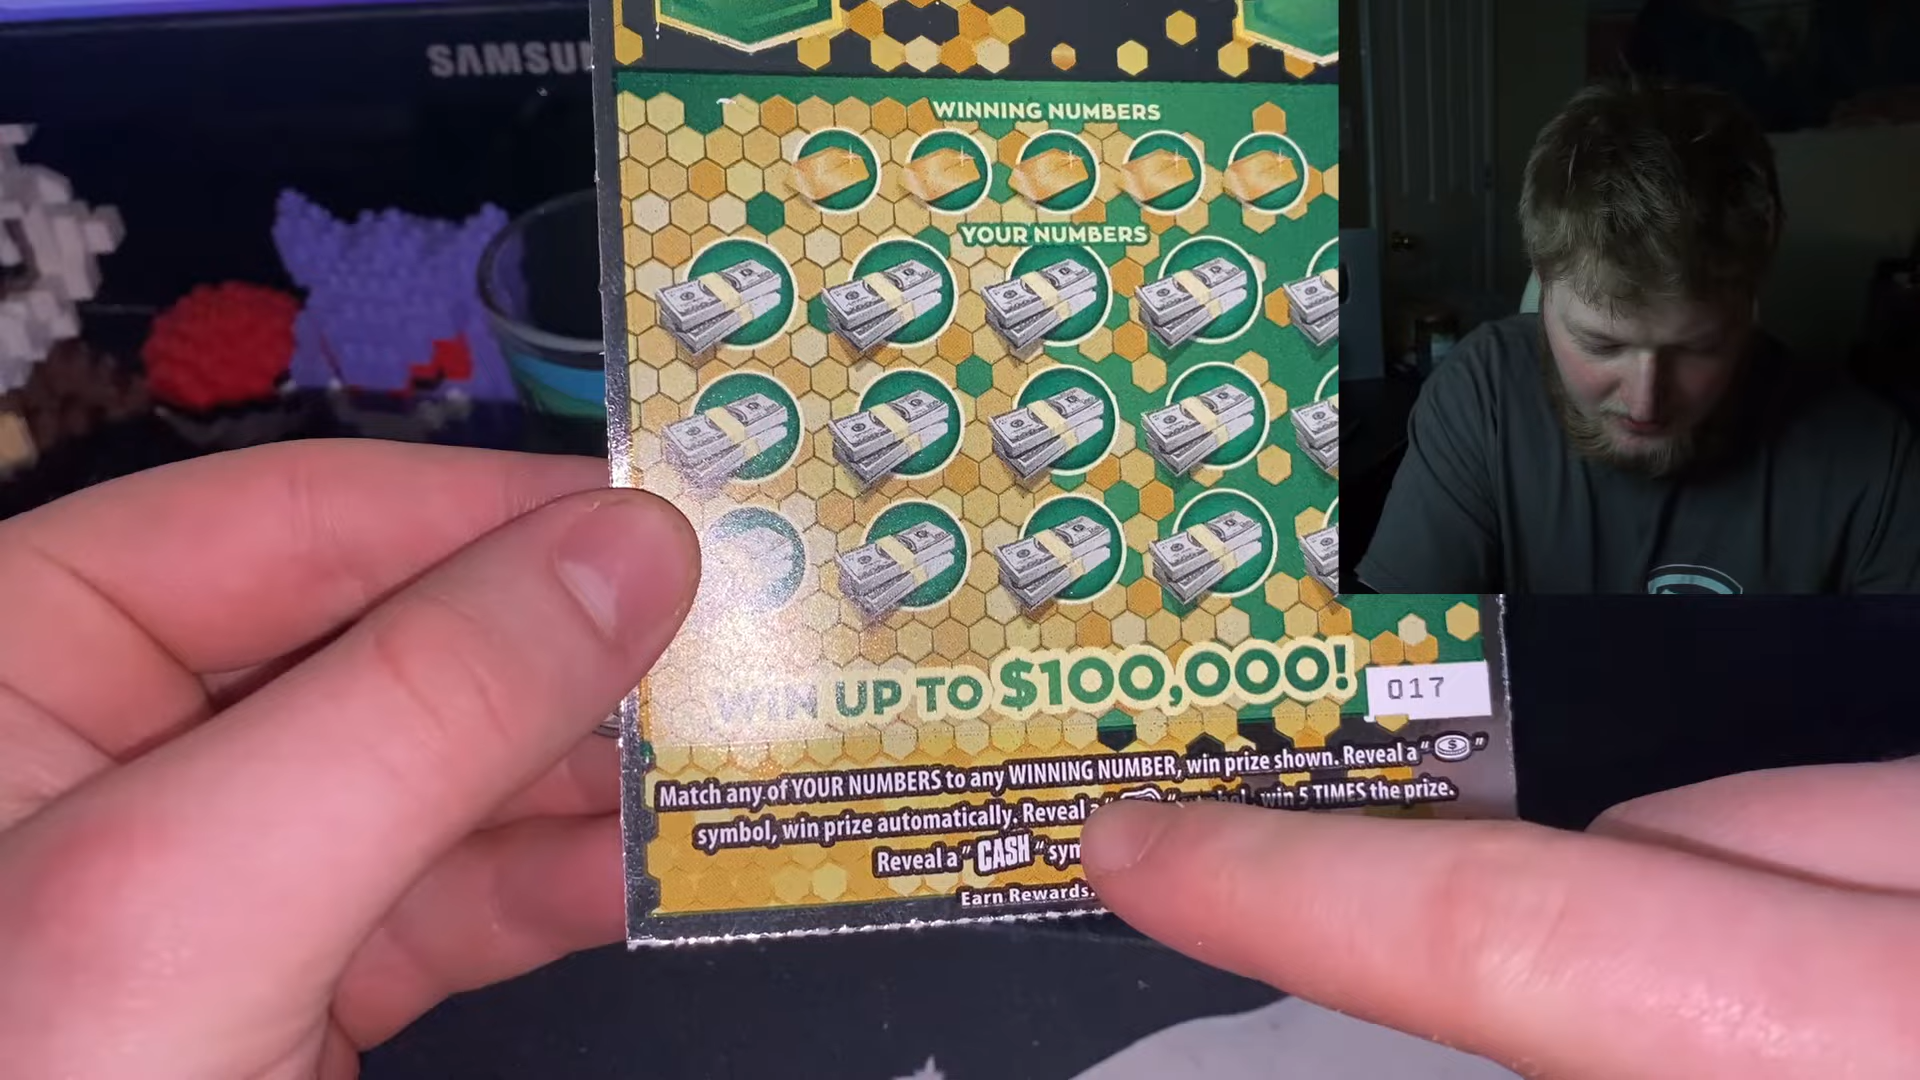 SAMSU
WINNING NUMBERS
YOUR NUMBERS
WIN UP TO $100,000!
017
Match any of YOUR NUMBERS to any WINNING NUMBER, win prize shown. Reveal a " "
symbol, win prize automatically. Reveal a " " symbol, win 5 TIMES the prize.
Reveal a "CASH" sym
Earn Rewards.